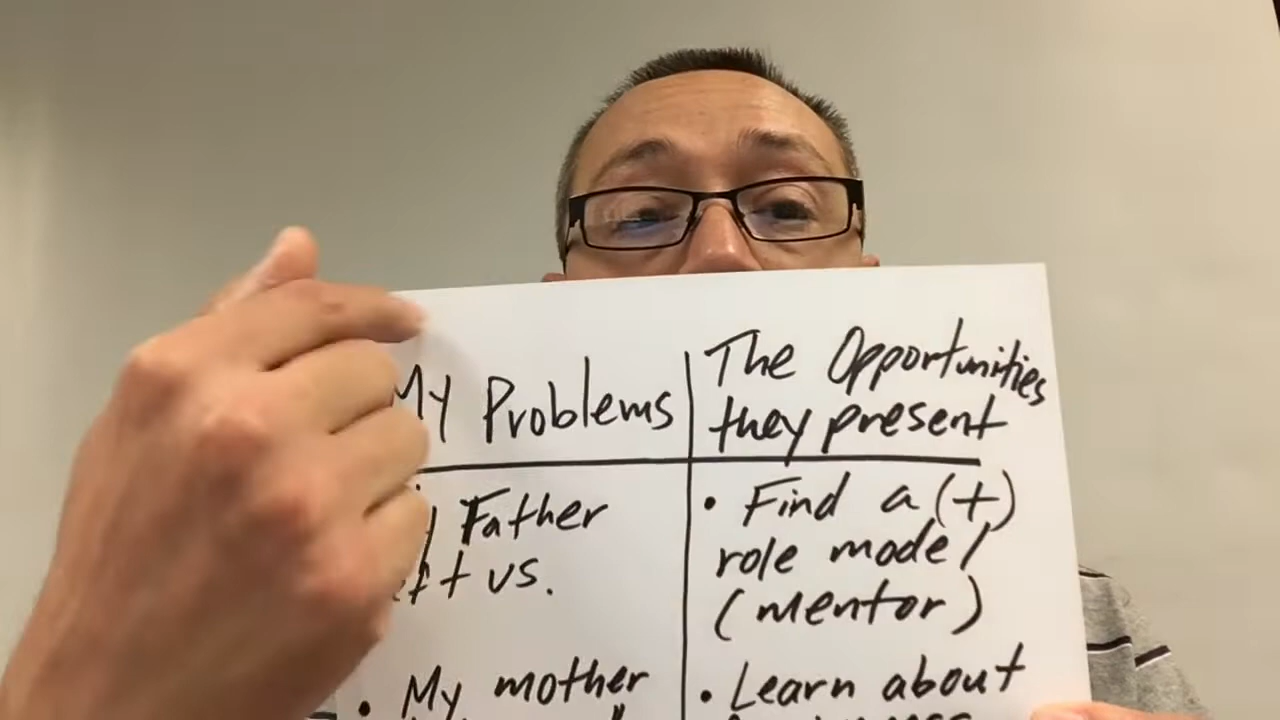 My Problems
The Opportunities
they present
Father
us.
• Find a (+)
role model
(mentor)
• My mother
• Learn about